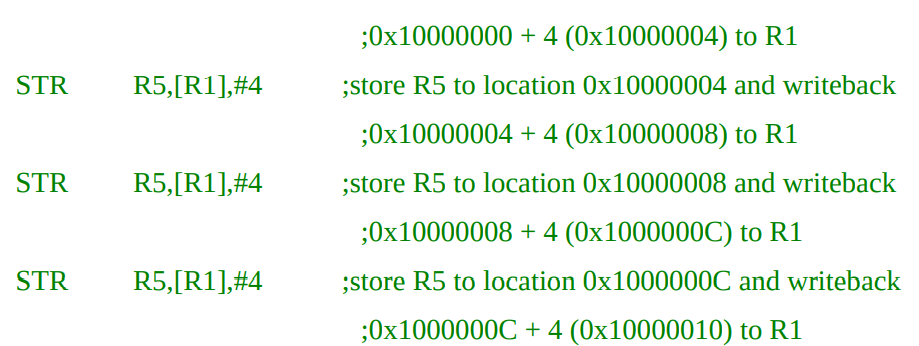 ;0x10000000 + 4 (0x10000004) to R1
STR R5,[R1],#4 ;store R5 to location 0x10000004 and writeback
;0x10000004 + 4 (0x10000008) to R1
STR R5,[R1],#4 ;store R5 to location 0x10000008 and writeback
;0x10000008 + 4 (0x1000000C) to R1
STR R5,[R1],#4 ;store R5 to location 0x1000000C and writeback
;0x1000000C + 4 (0x10000010) to R1